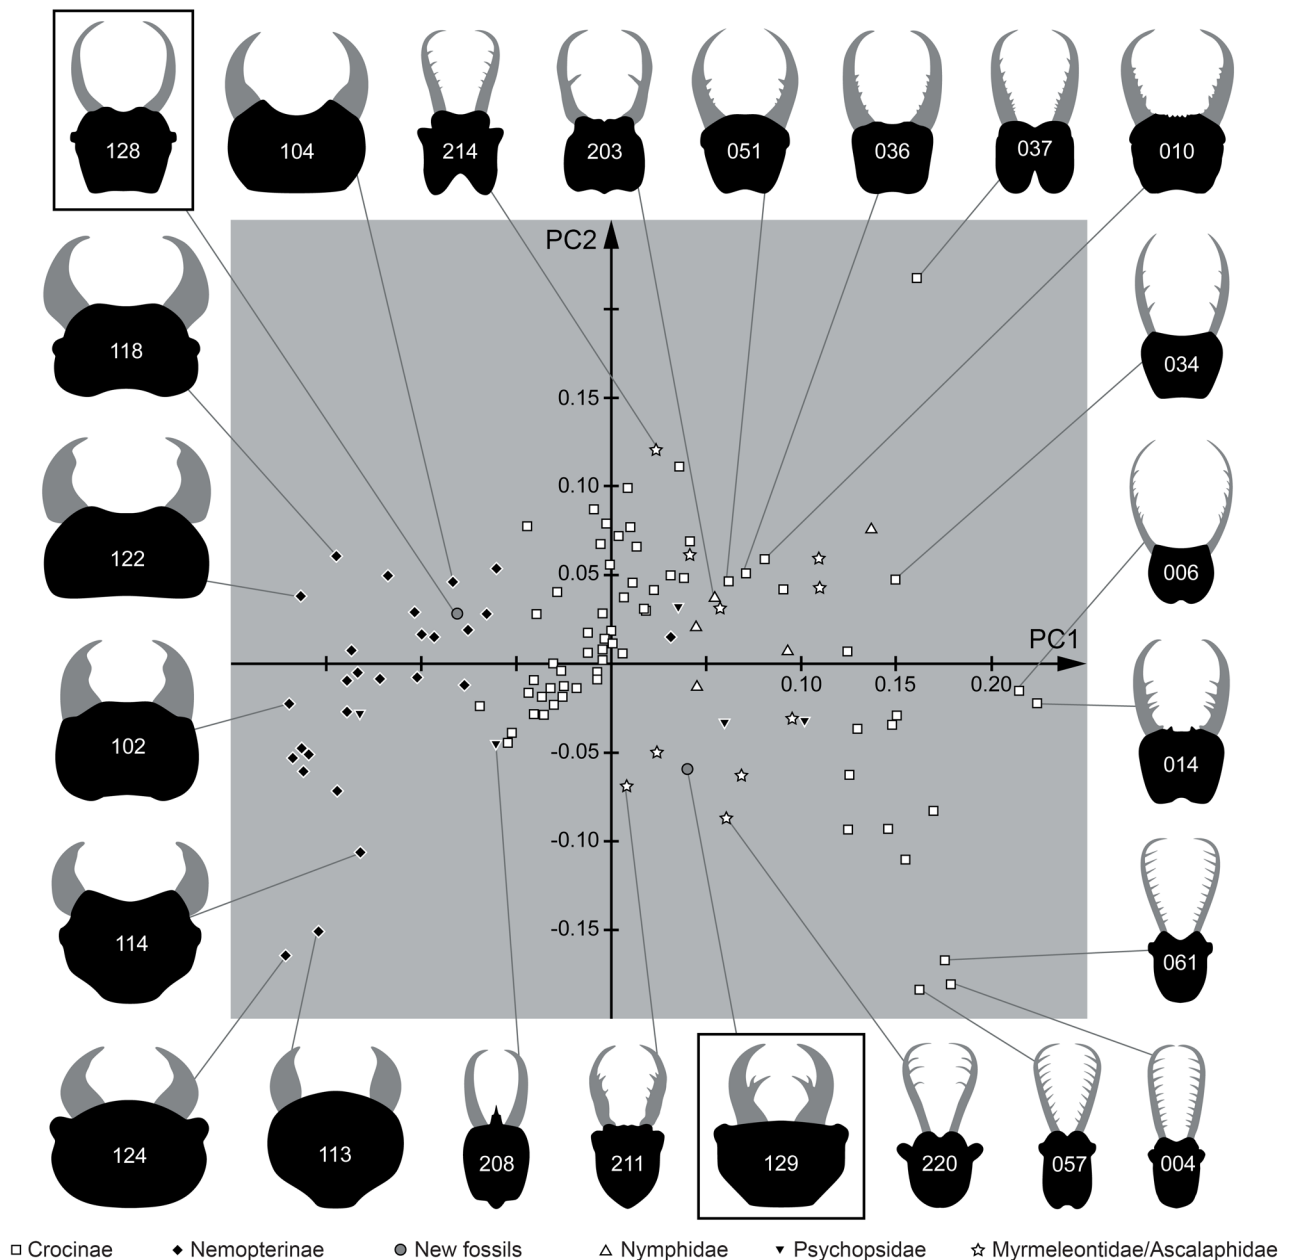 128 104 214 203 051 036 037 010
PC2
118
034
0.15
122
0.10
006
0.05
PC1
0.10 0.15 0.20
102
-0.05
014
-0.10
114
-0.15
061
124 113 208 211 129 220 057 004
Crocinae Nemopterinae New fossils Nymphidae Psychopsidae Myrmeleontidae/Ascalaphidae